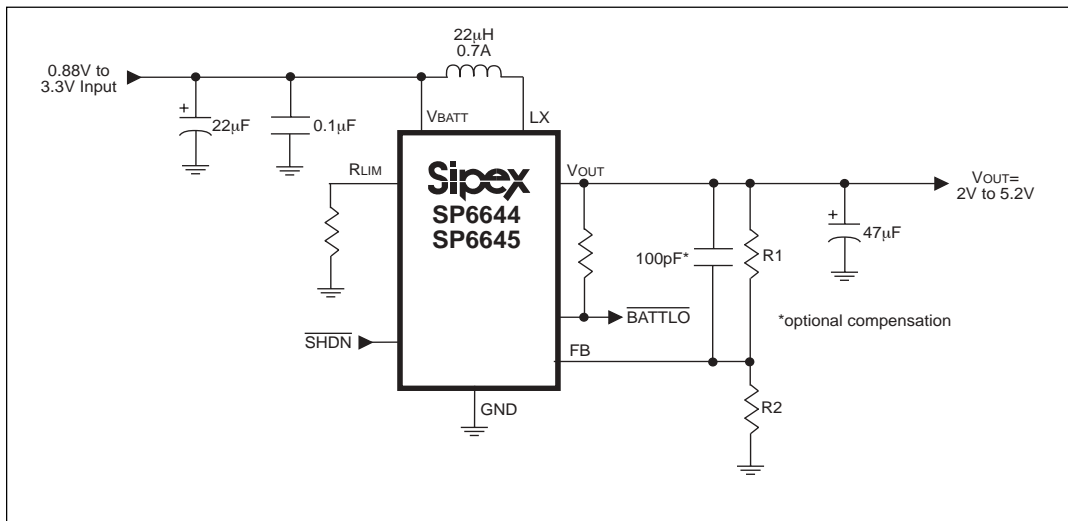 22µH
0.7A
0.88V to
3.3V Input
+
22µF
0.1µF
VBATT
LX
RLIM
Sipex
SP6644
SP6645
VOUT
VOUT=
2V to 5.2V
+
47µF
100pF*
R1
BATTLO
*optional compensation
SHDN
FB
R2
GND